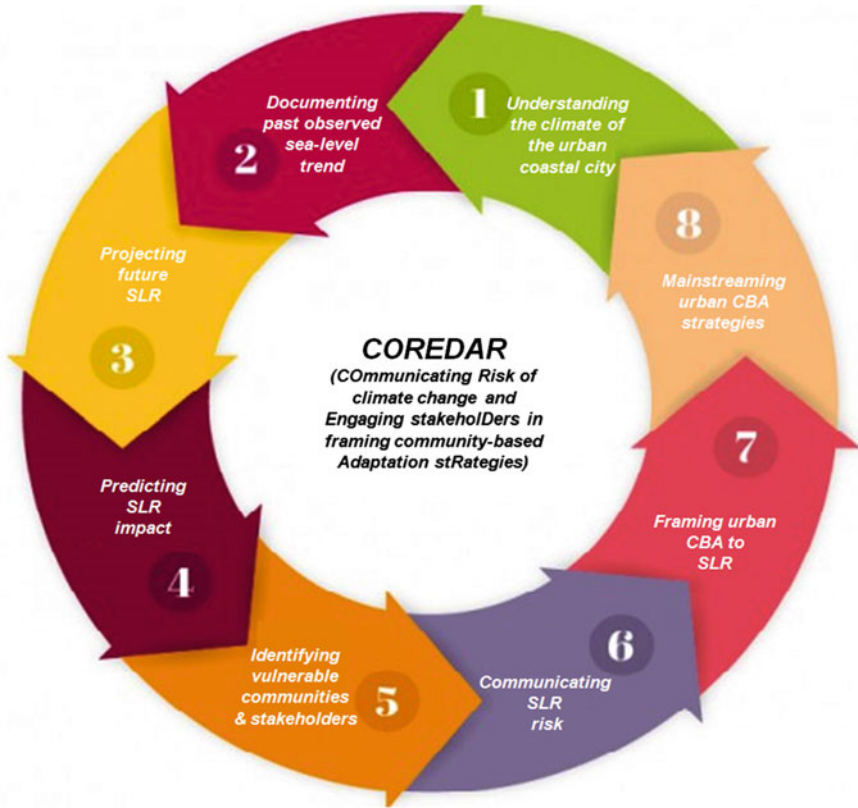 1
Understanding
the climate of
the urban
coastal city
Documenting
past observed
sea-level
trend
2
Projecting
future
SLR
3
Predicting
SLR
impact
4
Identifying
vulnerable
communities
& stakeholders
5
Communicating
SLR
risk
6
Framing urban
CBA to
SLR
7
Mainstreaming
urban CBA
strategies
8
COREDAR
(COmmunicating Risk of
climate change and
Engaging stakeholDers in
framing community-based
Adaptation stRategies)